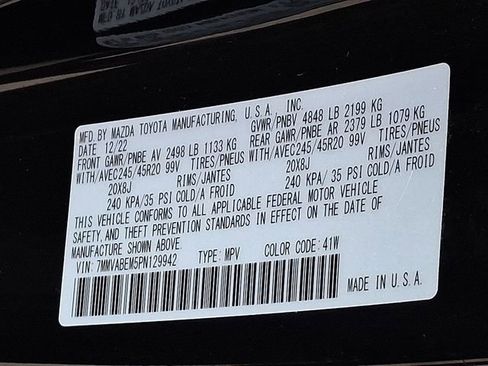 MFD. BY MAZDA TOYOTA MANUFACTURING, U.S.A., INC.
DATE 12/22 GVWR/PNBV 4848 LB 2199 KG
FRONT GAWR/PNBE AV 2498 LB 1133 KG REAR GAWR/PNBE AR 2379 LB 1079 KG
WITH/AVEC245/45R20 99V TIRES/PNEUS WITH/AVEC245/45R20 99V TIRES/PNEUS
20X8J RIMS/JANTES 20X8J RIMS/JANTES
240 KPA/35 PSI COLD/A FROID 240 KPA/35 PSI COLD/A FROID
THIS VEHICLE CONFORMS TO ALL APPLICABLE FEDERAL MOTOR VEHICLE
SAFETY, AND THEFT PREVENTION STANDARDS IN EFFECT ON THE DATE OF
MANUFACTURE SHOWN ABOVE
VIN: 7MMVABEM5PN129942 TYPE: MPV COLOR CODE: 41W
MADE IN U.S.A.